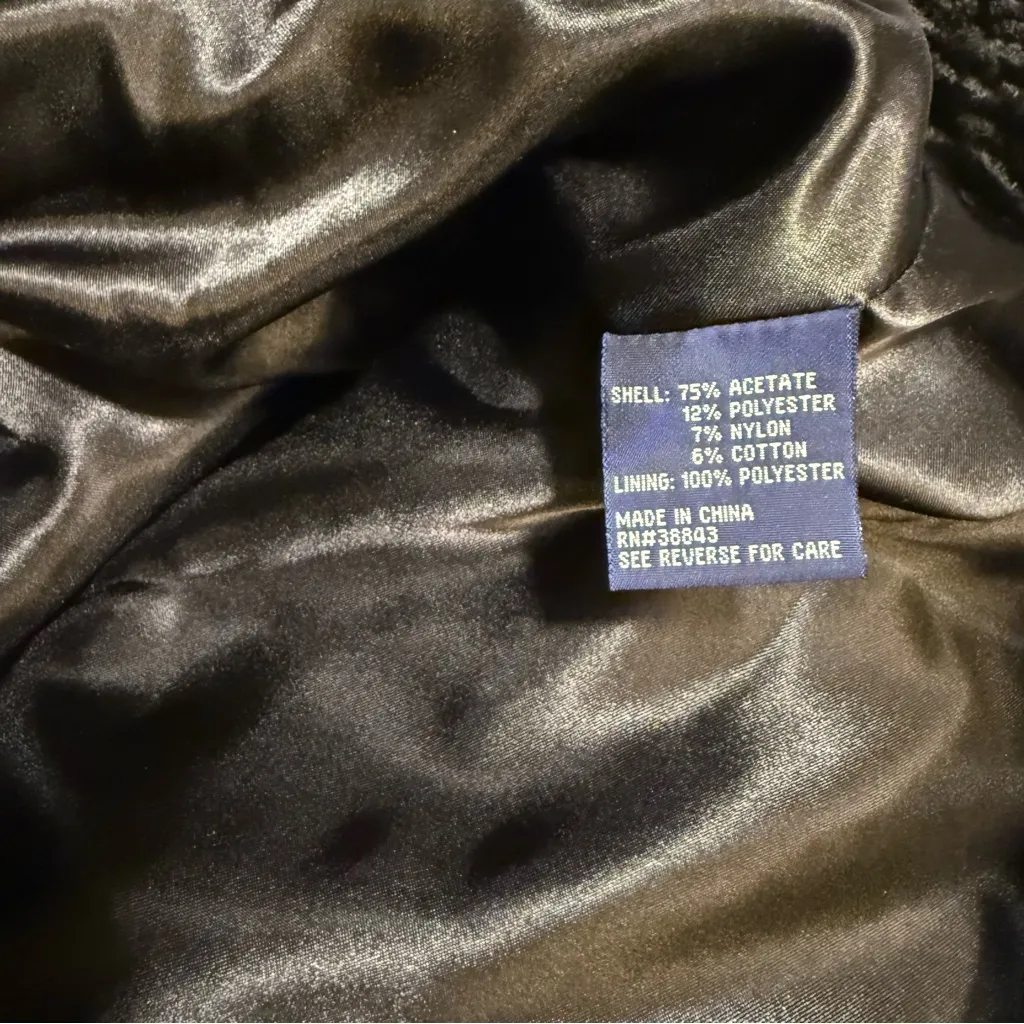 SHELL: 75% ACETATE
12% POLYESTER
7% NYLON
6% COTTON
LINING: 100% POLYESTER
MADE IN CHINA
RN#38843
SEE REVERSE FOR CARE